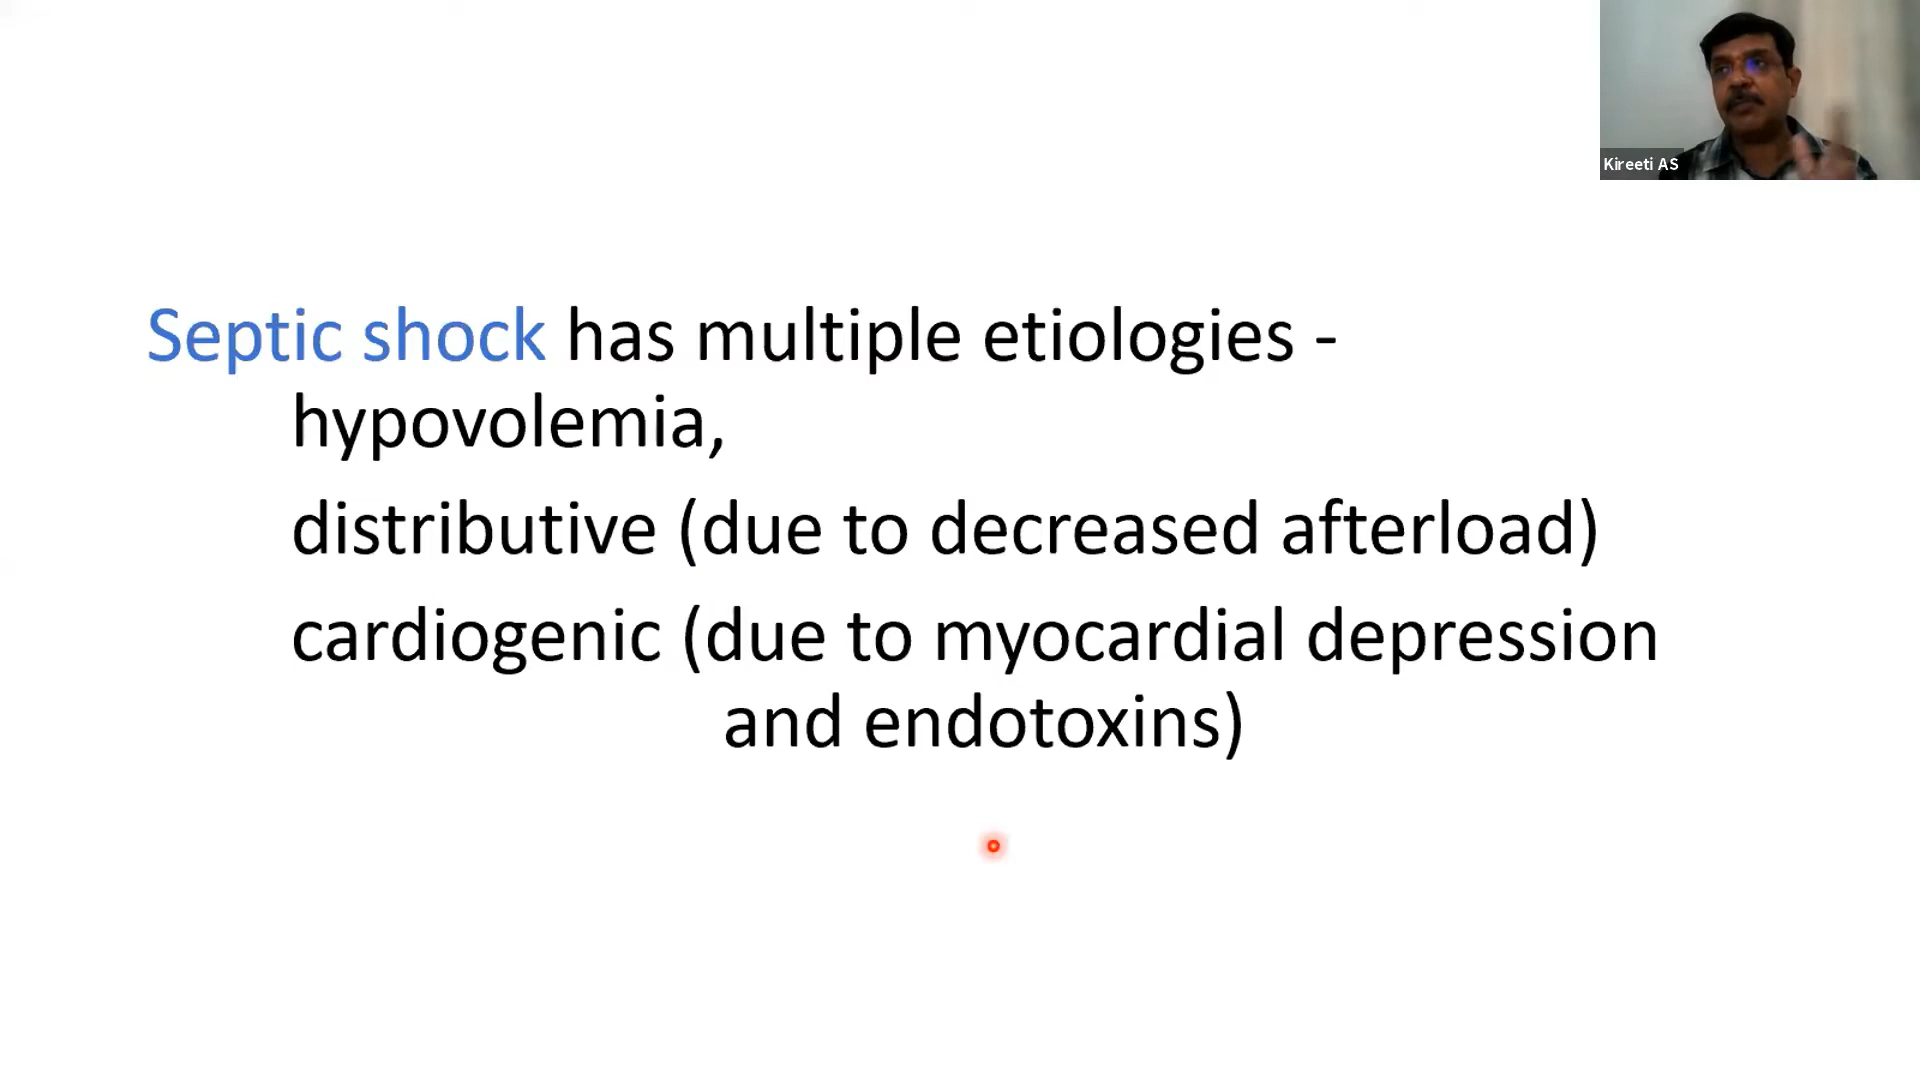 Kireeti AS
Septic shock has multiple etiologies -
hypovolemia,
distributive (due to decreased afterload)
cardiogenic (due to myocardial depression
and endotoxins)